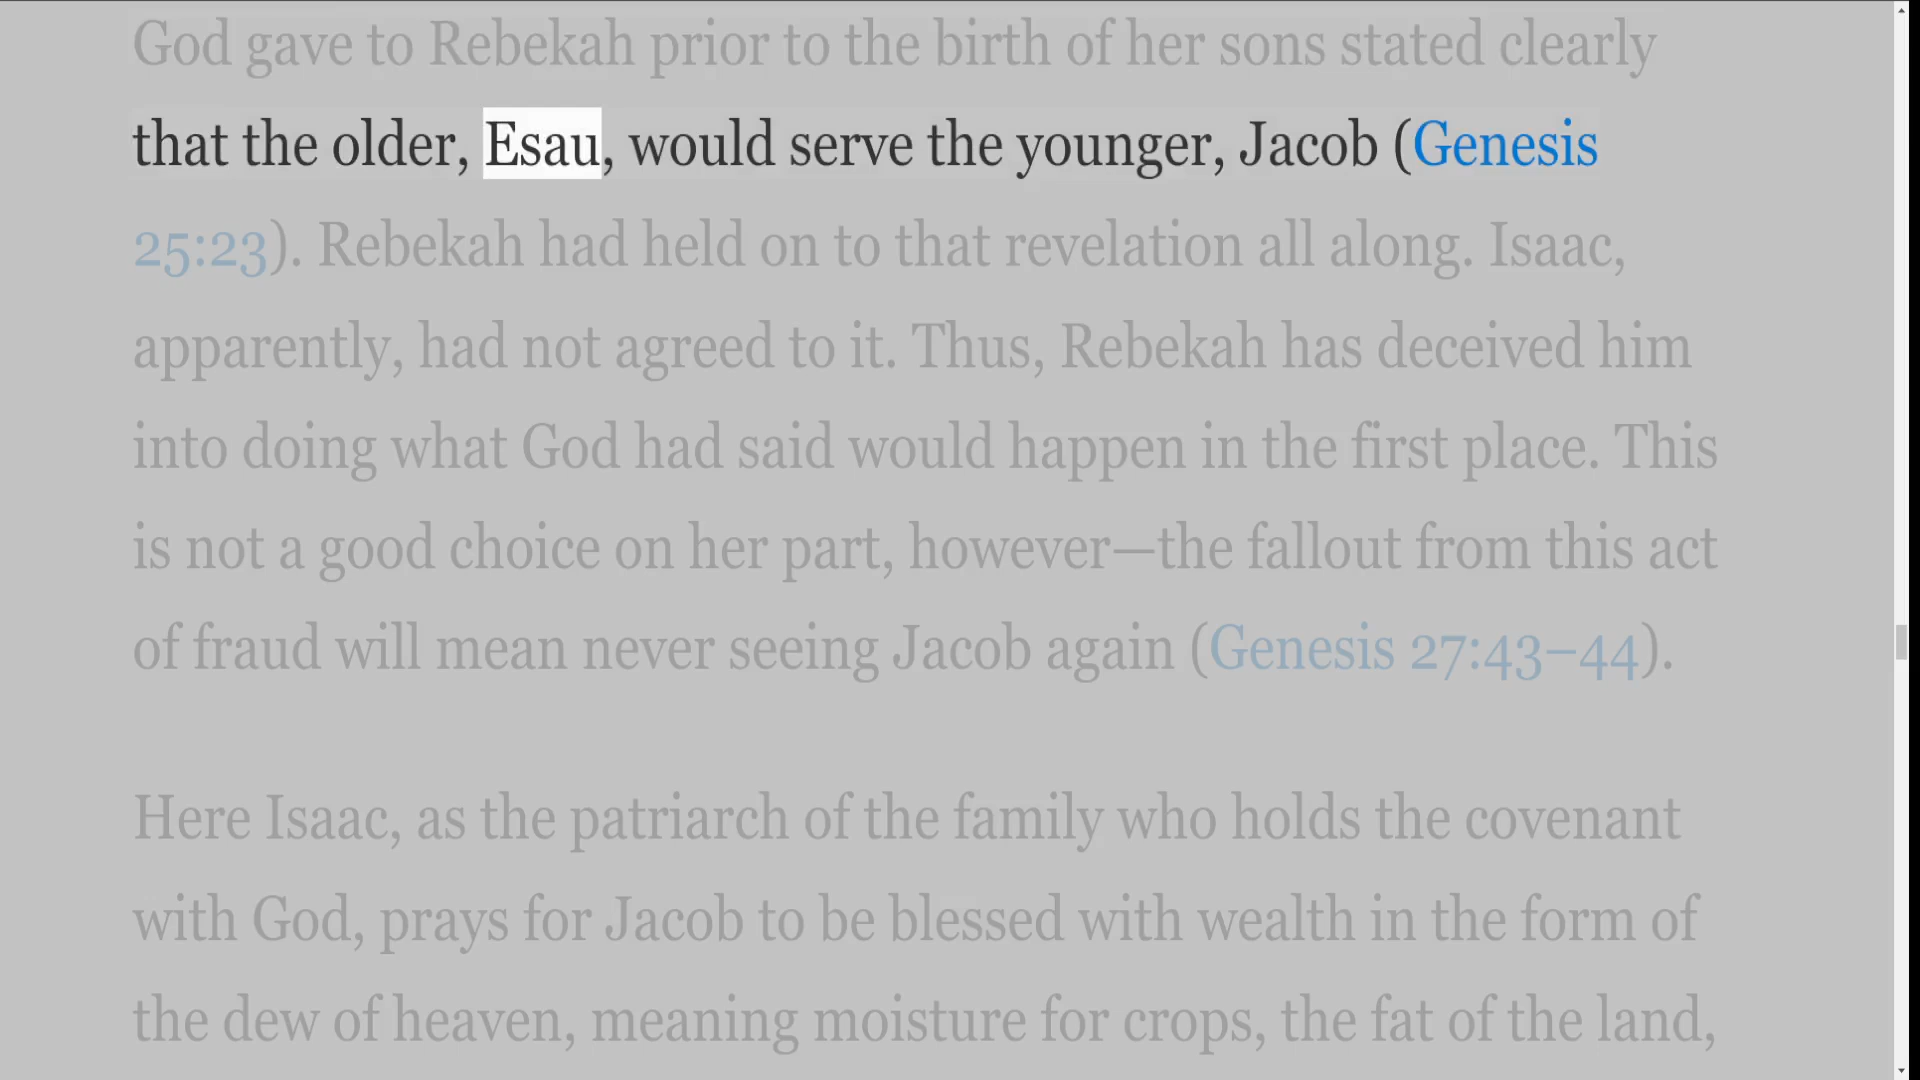 God gave to Rebekah prior to the birth of her sons stated clearly
that the older, Esau, would serve the younger, Jacob (Genesis
25:23). Rebekah had held on to that revelation all along. Isaac,
apparently, had not agreed to it. Thus, Rebekah has deceived him
into doing what God had said would happen in the first place. This
is not a good choice on her part, however—the fallout from this act
of fraud will mean never seeing Jacob again (Genesis 27:43–44).
Here Isaac, as the patriarch of the family who holds the covenant
with God, prays for Jacob to be blessed with wealth in the form of
the dew of heaven, meaning moisture for crops, the fat of the land,